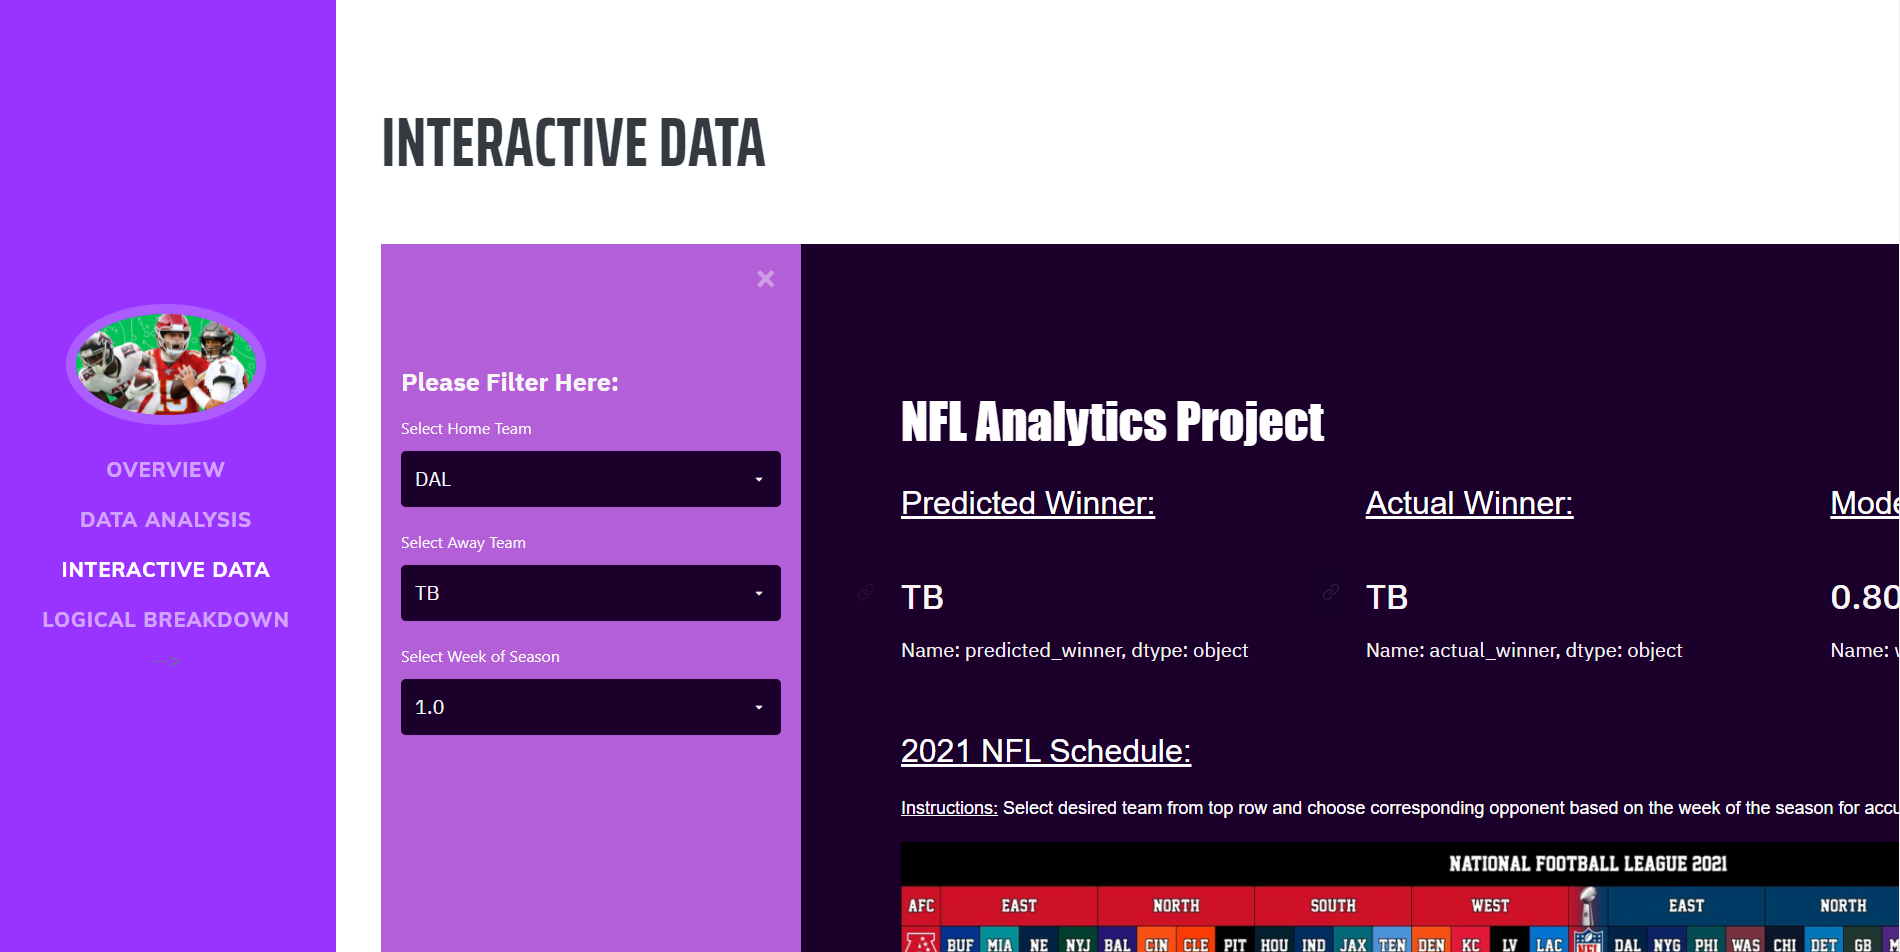 INTERACTIVE DATA
OVERVIEW
DATA ANALYSIS
INTERACTIVE DATA
LOGICAL BREAKDOWN
-->
Please Filter Here:
Select Home Team
DAL
Select Away Team
TB
Select Week of Season
1.0
NFL Analytics Project
Predicted Winner:
Actual Winner:
TB
TB
0.80
Name: predicted_winner, dtype: object
Name: actual_winner, dtype: object
Name:
2021 NFL Schedule:
Instructions: Select desired team from top row and choose corresponding opponent based on the week of the season for
NATIONAL FOOTBALL LEAGUE 2021
AFC EAST NORTH SOUTH WEST EAST NORTH
BUF MIA NE NYJ BAL CIN CLE PIT HOU IND JAX TEN DEN KC LV LAC NFL DAL NYG PHI WAS CHI DET GB